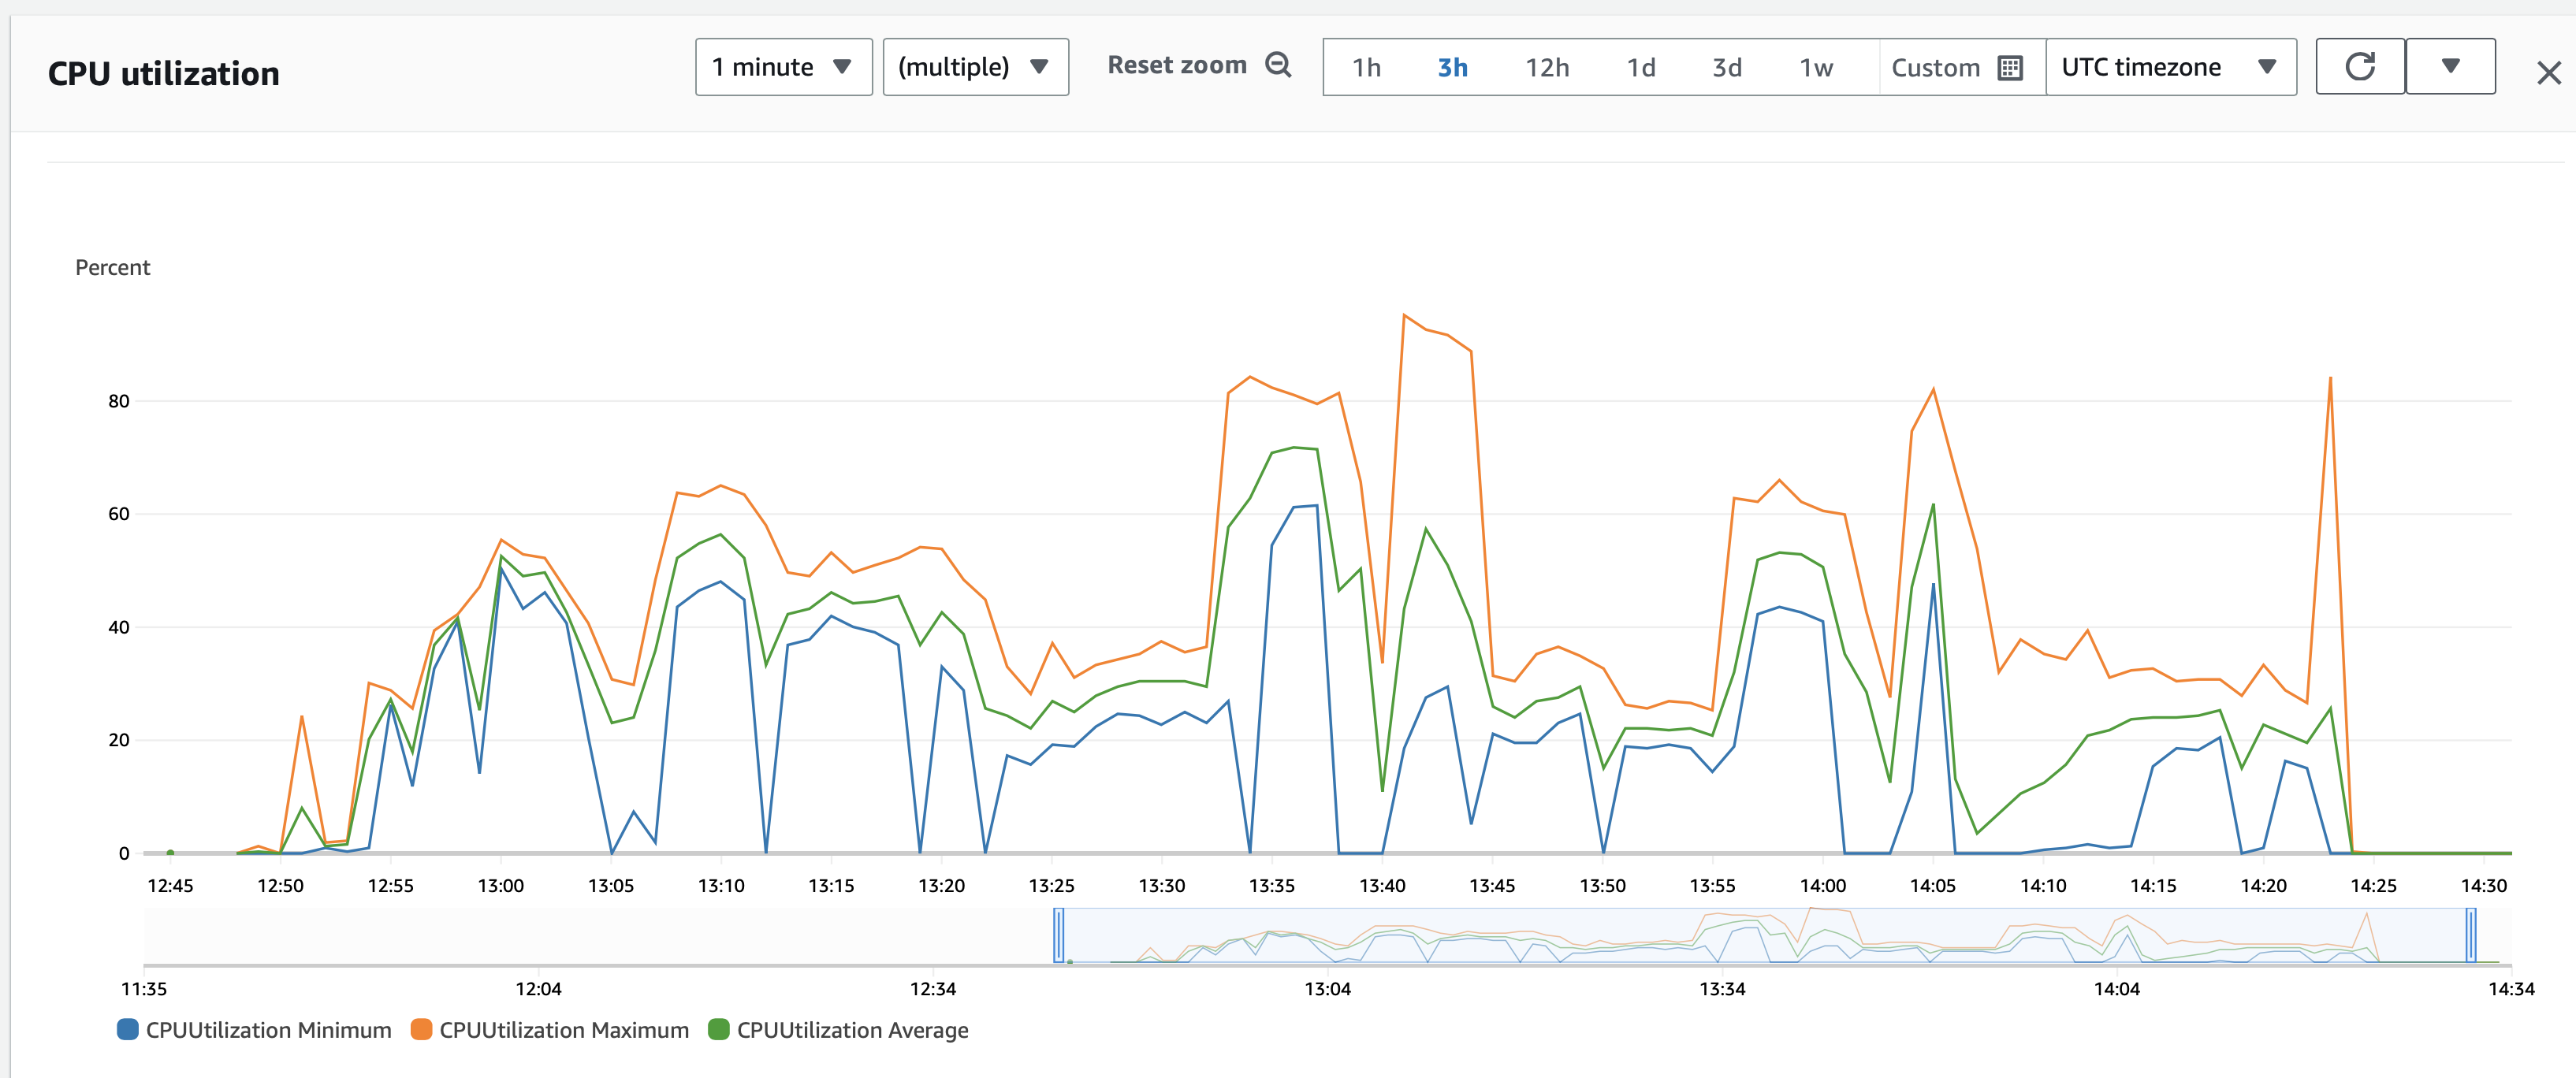 CPU utilization 1 minute (multiple) Reset zoom 1h 3h 12h 1d 3d 1w Custom UTC timezone
Percent
80
60
40
20
0
12:45 12:50 12:55 13:00 13:05 13:10 13:15 13:20 13:25 13:30 13:35 13:40 13:45 13:50 13:55 14:00 14:05 14:10 14:15 14:20 14:25 14:30
11:35 12:04 12:34 13:04 13:34 14:04 14:34
CPUUtilization Minimum CPUUtilization Maximum CPUUtilization Average